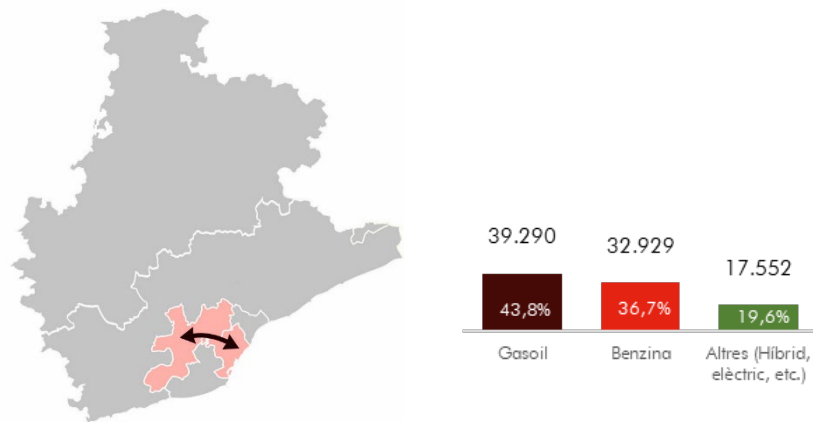 39.290
32.929
17.552
43,8%
36,7%
19,6%
Gasoil
Benzina
Altres (Híbrid,
elèctric, etc.)